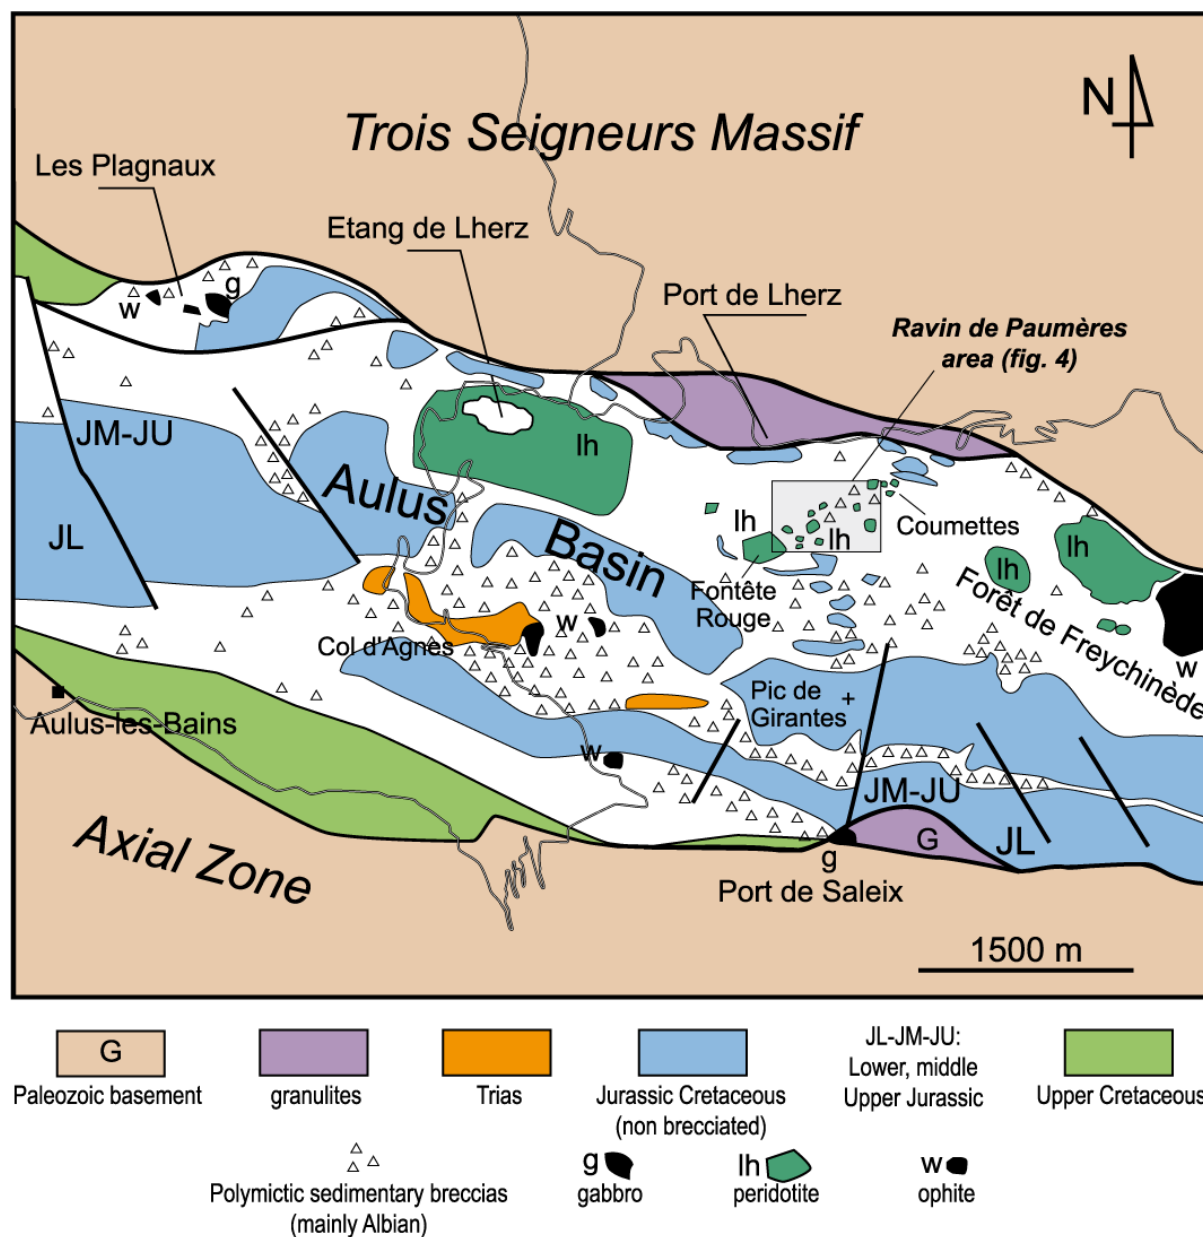 N
Trois Seigneurs Massif
Les Plagnaux
Etang de Lherz
Port de Lherz
Ravin de Paumères
area (fig. 4)
w
g
JM-JU
lh
Aulus
Basin
JL
lh
lh
Coumettes
Fontête
Rouge
lh
lh
Forêt de Freychinède
w
Col d'Agnes
w
Pic de
Girantes
+
Aulus-les-Bains
w
JM-JU
G
JL
g
Port de Saleix
Axial Zone
1500 m
G
Paleozoic basement
granulites
Trias
Jurassic Cretaceous
(non brecciated)
JL-JM-JU:
Lower, middle
Upper Jurassic
Upper Cretaceous
Polymictic sedimentary breccias
(mainly Albian)
g
gabbro
lh
peridotite
w
ophite